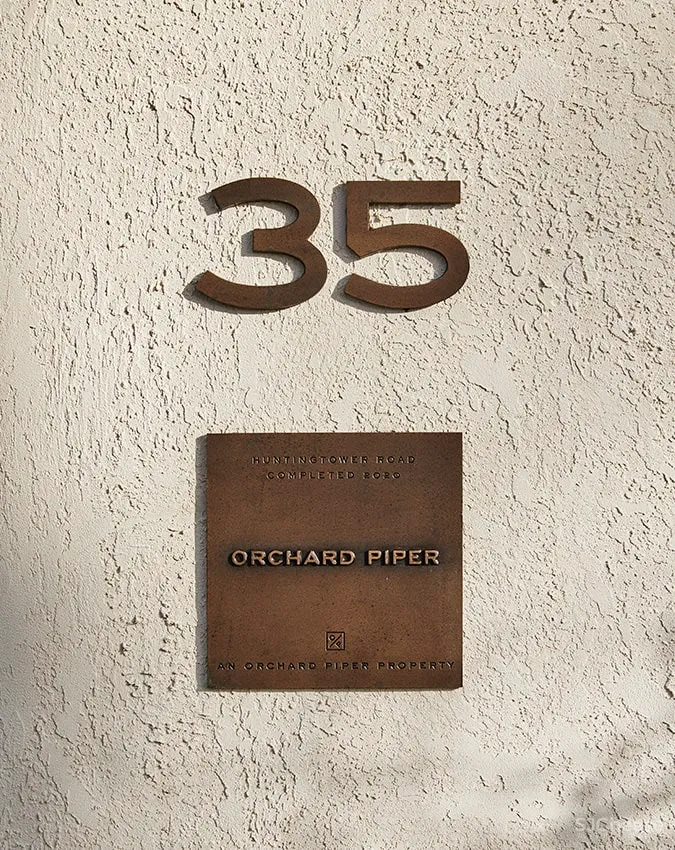 35
HUNTINGTOWER ROAD
COMPLETED 2020
ORCHARD PIPER
AN ORCHARD PIPER PROPERTY